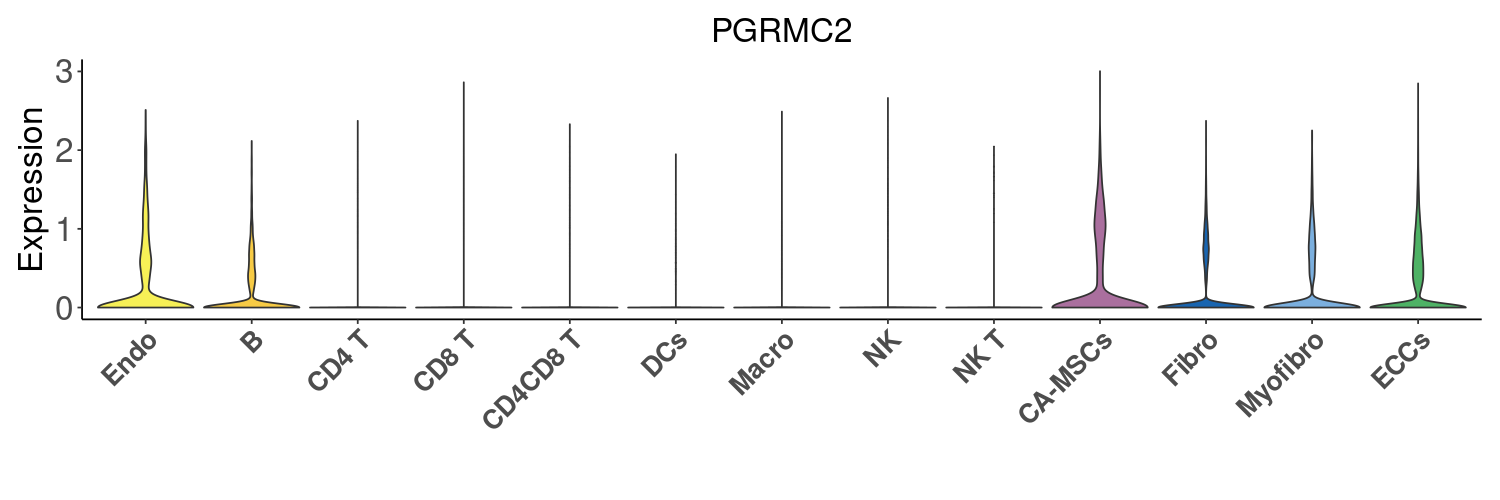 PGRMC2
Expression
3
2
1
0
Endo
B
CD4 T
CD8 T
CD4CD8 T
DCs
Macro
NK
NK T
CA-MSCs
Fibro
Myofibro
ECCs